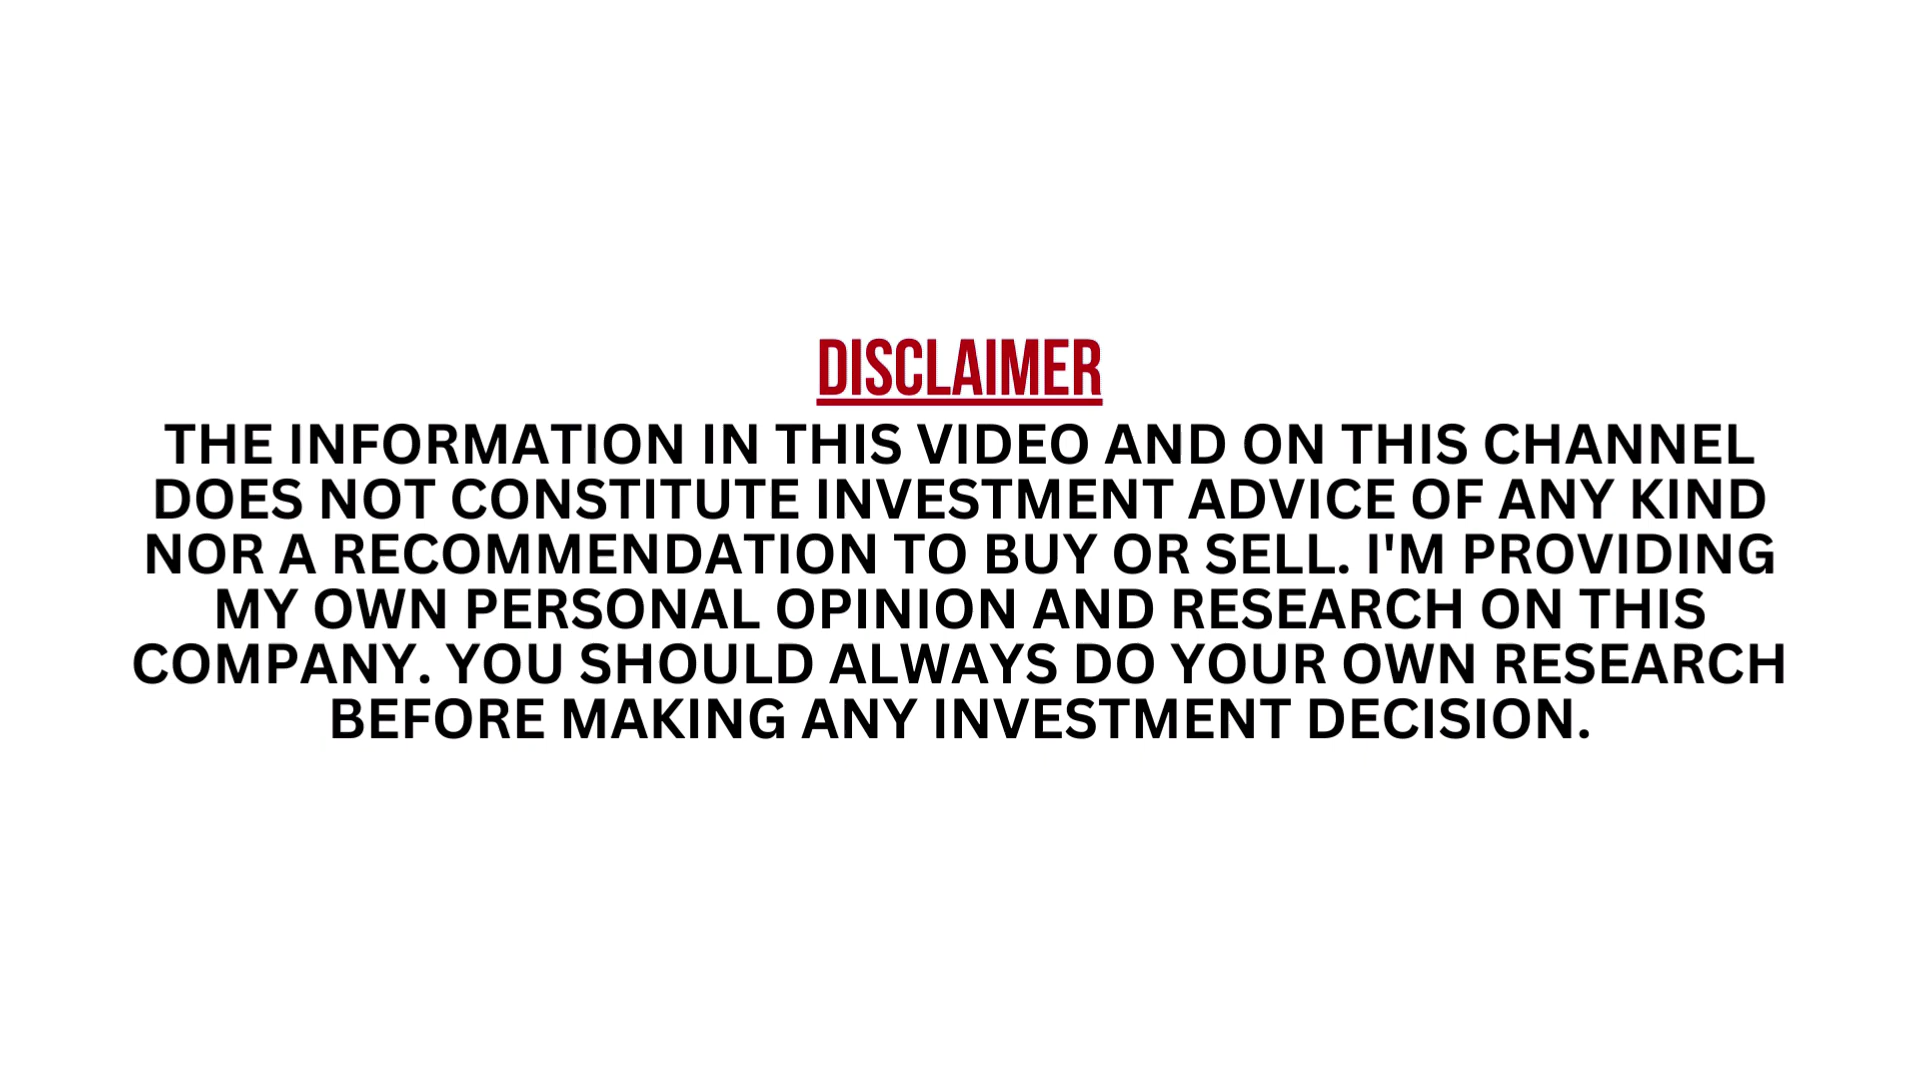 DISCLAIMER
THE INFORMATION IN THIS VIDEO AND ON THIS CHANNEL
DOES NOT CONSTITUTE INVESTMENT ADVICE OF ANY KIND
NOR A RECOMMENDATION TO BUY OR SELL. I'M PROVIDING
MY OWN PERSONAL OPINION AND RESEARCH ON THIS
COMPANY. YOU SHOULD ALWAYS DO YOUR OWN RESEARCH
BEFORE MAKING ANY INVESTMENT DECISION.